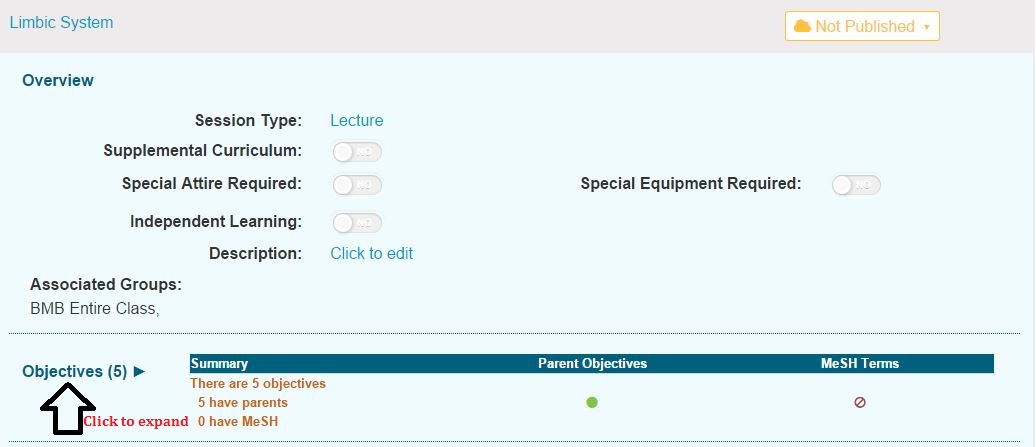 Limbic System
Not Published
Overview
Session Type: Lecture
Supplemental Curriculum: NO
Special Attire Required: NO Special Equipment Required: NO
Independent Learning: NO
Description: Click to edit
Associated Groups:
BMB Entire Class,
Objectives (5)
Summary Parent Objectives MeSH Terms
There are 5 objectives
5 have parents
Click to expand 0 have MeSH